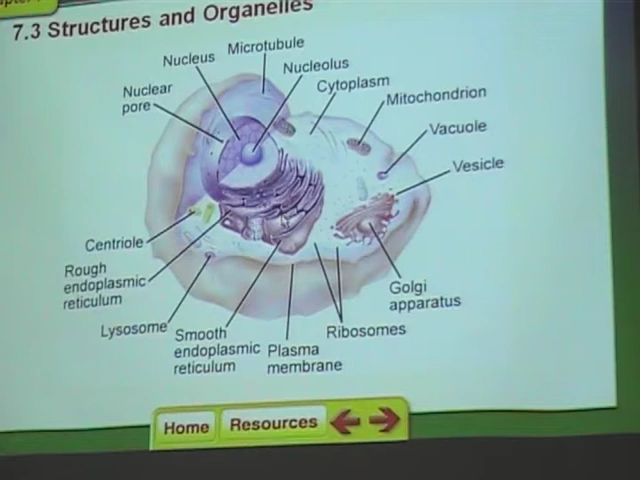 7.3 Structures and Organelles
Microtubule
Nucleus
Nucleolus
Cytoplasm
Nuclear
pore
Mitochondrion
Vacuole
Vesicle
Centriole
Rough
endoplasmic
reticulum
Golgi
apparatus
Lysosome
Smooth
endoplasmic
reticulum
Plasma
membrane
Ribosomes
Home
Resources